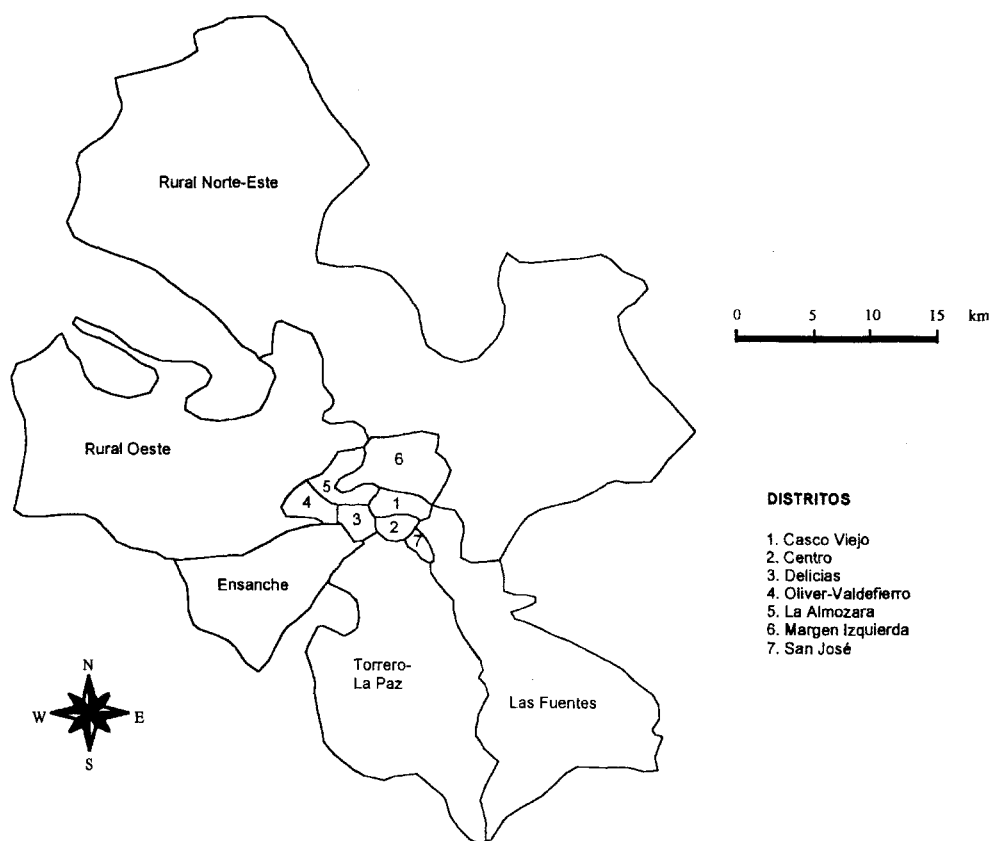 Rural Norte-Este
0 5 10 15 km
Rural Oeste
6
5
4
1
3
2
7
DISTRITOS
1. Casco Viejo
2. Centro
3. Delicias
4. Oliver-Valdefierro
5. La Almozara
6. Margen Izquierda
7. San José
Ensanche
Torrero-
La Paz
Las Fuentes
N
W
E
S